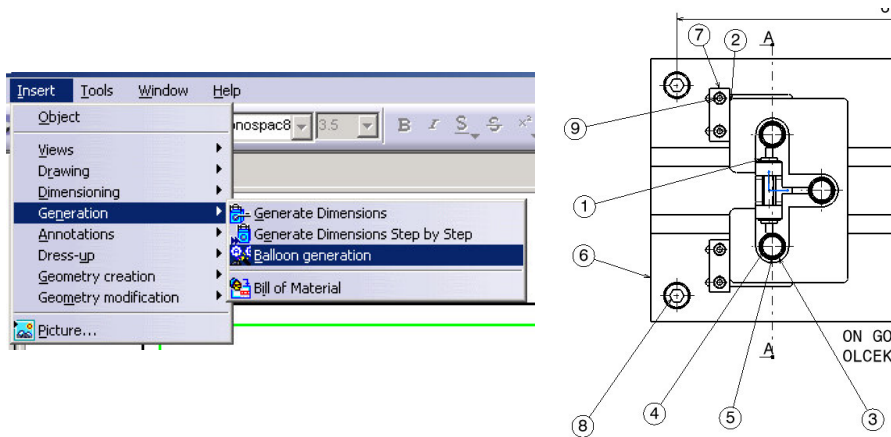 Insert Tools Window Help
Object
onospac8 3.5 B I S S x²
Views
Drawing
Dimensioning
Generation
Generate Dimensions
Annotations
Generate Dimensions Step by Step
Dress-up
Balloon generation
Geometry creation
Geometry modification
Bill of Material
Picture...
7 2 A
9
1
6
A
ON GO
OLCEK
8 4 5 3